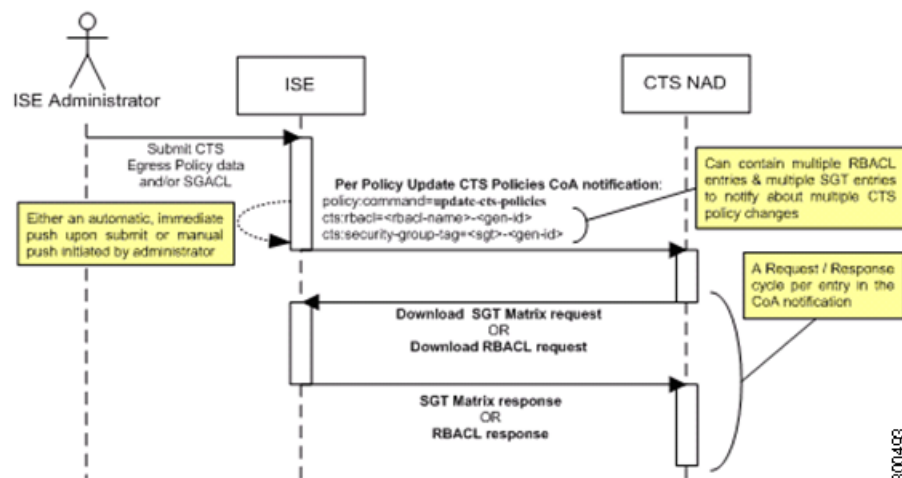 ISE Administrator
ISE
CTS NAD
Submit CTS
Egress Policy data
and/or SGACL
Per Policy Update CTS Policies CoA notification:
policy:command=update-cts-policies
cts:rbacl=<rbacl-name>-<gen-id>
cts:security-group-tag=<sgt>-<gen-id>
Can contain multiple RBACL
entries & multiple SGT entries
to notify about multiple CTS
policy changes
Either an automatic, immediate
push upon submit or manual
push initiated by administrator
A Request / Response
cycle per entry in the
CoA notification
Download SGT Matrix request
OR
Download RBACL request
SGT Matrix response
OR
RBACL response
300493